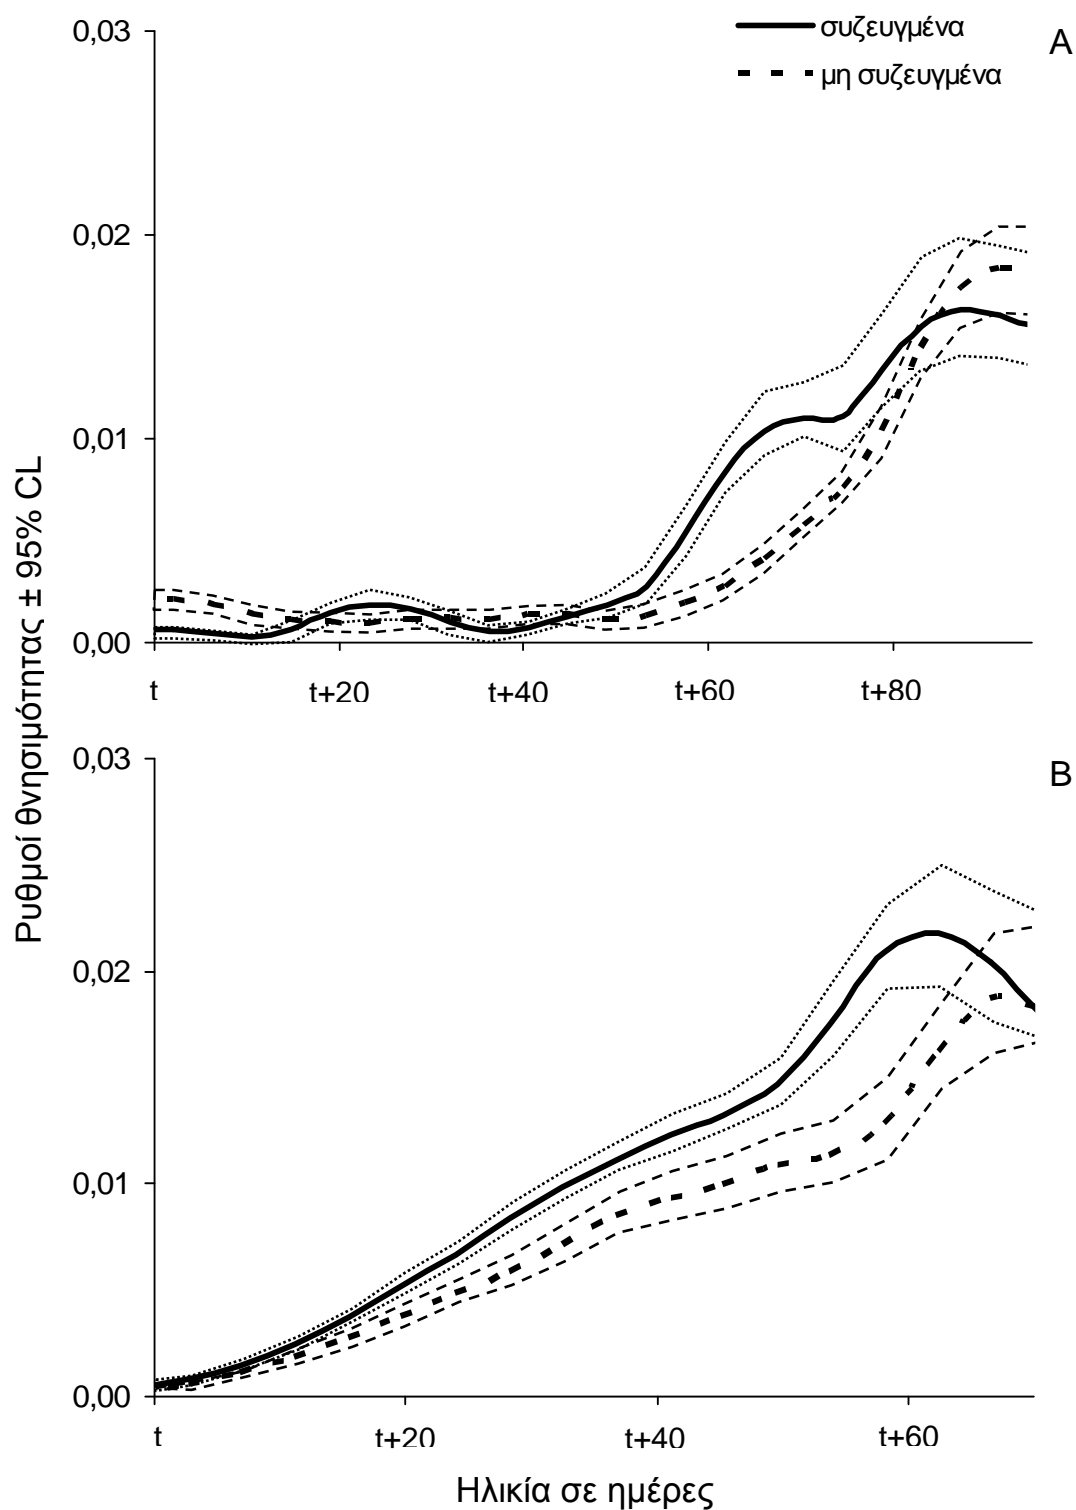 0,03
συζευγμένα
A
μη συζευγμένα
0,02
0,01
0,00
t
t+20
t+40
t+60
t+80
Ρυθμοί θνησιμότητας ± 95% CL
0,03
B
0,02
0,01
0,00
t
t+20
t+40
t+60
Ηλικία σε ημέρες